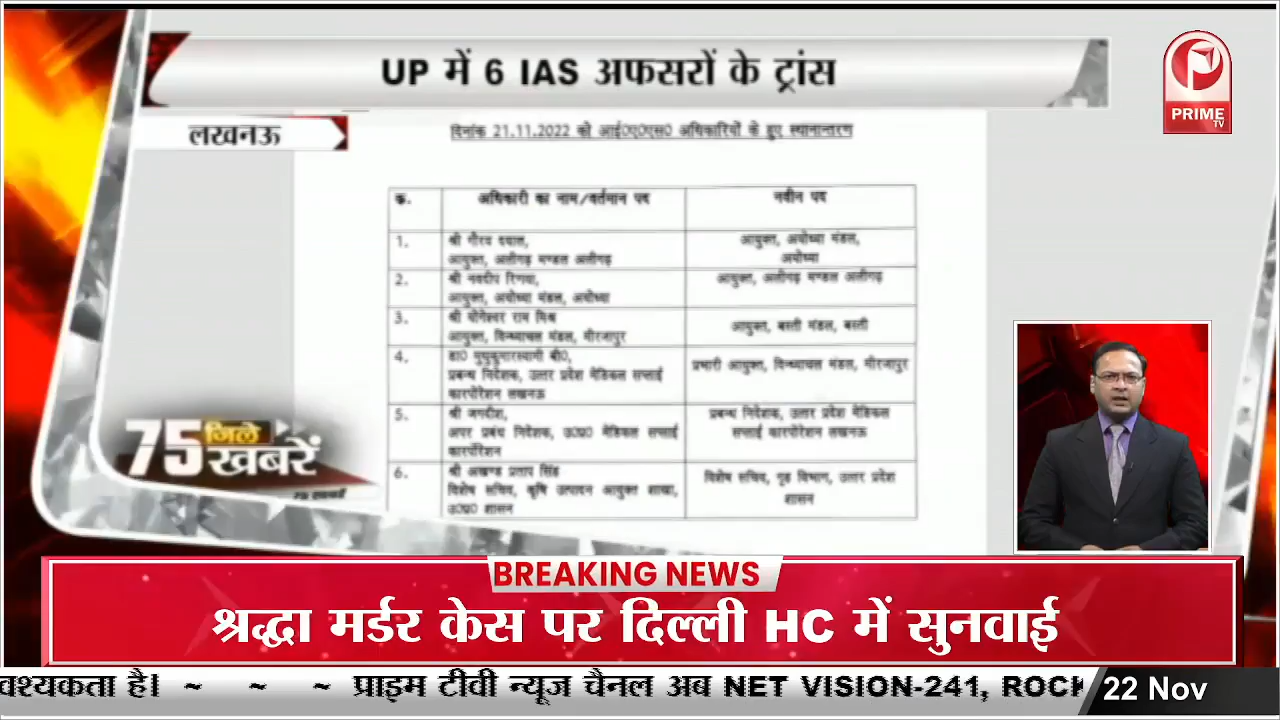 UP में 6 IAS अफसरों के ट्रांस
PRIME
TV
लखनऊ
दिनांक 21.11.2022 को आई0ए0एस0 अधिकारियों के हुए स्थानान्तरण
क. अधिकारी का नाम/वर्तमान पद नवीन पद
1. श्री गौरव दयाल, आयुक्त, अयोध्या मंडल,
आयुक्त, अलीगढ़ मण्डल अलीगढ़ अयोध्या
2. श्री नवदीप रिणवा, आयुक्त, अलीगढ़ मण्डल अलीगढ़
आयुक्त, अयोध्या मंडल, अयोध्या
3. श्री योगेश्वर राम मिश्र आयुक्त, बस्ती मंडल, बस्ती
आयुक्त, विन्ध्याचल मंडल, मीरजापुर
4. डा0 मुथुकुमारस्वामी बी0, प्रभारी आयुक्त, विन्ध्याचल मंडल, मीरजापुर
प्रबन्ध निदेशक, उत्तर प्रदेश मेडिकल सप्लाई
कारपोरेशन लखनऊ
5. श्री जगदीश, प्रबन्ध निदेशक, उत्तर प्रदेश मेडिकल
अपर प्रबंध निदेशक, उ0प्र0 मेडिकल सप्लाई सप्लाई कारपोरेशन लखनऊ
कारपोरेशन
6. श्री अखण्ड प्रताप सिंह विशेष सचिव, गृह विभाग, उत्तर प्रदेश
विशेष सचिव, कृषि उत्पादन आयुक्त शाखा, शासन
उ0प्र0 शासन
75 जिले
खबरें
BREAKING NEWS
श्रद्धा मर्डर केस पर दिल्ली HC में सुनवाई
वश्यकता है। ~ ~ ~ प्राइम टीवी न्यूज चैनल अब NET VISION-241, ROCK
22 Nov